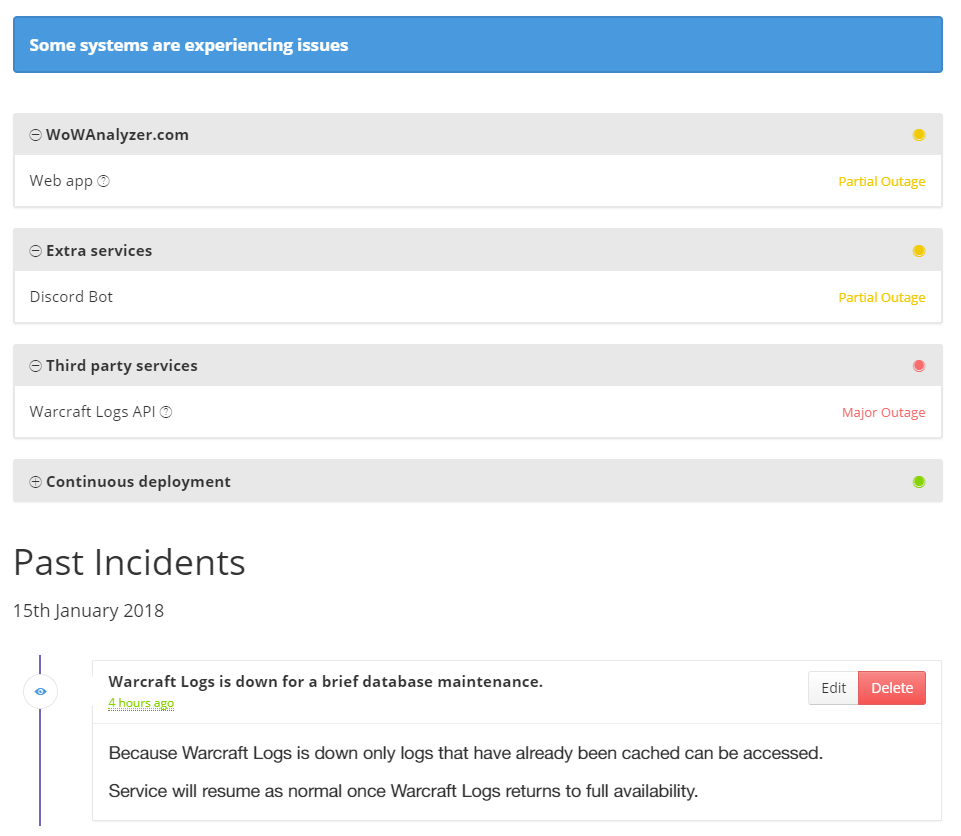 Some systems are experiencing issues
WoWAnalyzer.com
Web app
Partial Outage
Extra services
Discord Bot
Partial Outage
Third party services
Warcraft Logs API
Major Outage
Continuous deployment
Past Incidents
15th January 2018
Warcraft Logs is down for a brief database maintenance.
4 hours ago
Edit
Delete
Because Warcraft Logs is down only logs that have already been cached can be accessed.
Service will resume as normal once Warcraft Logs returns to full availability.